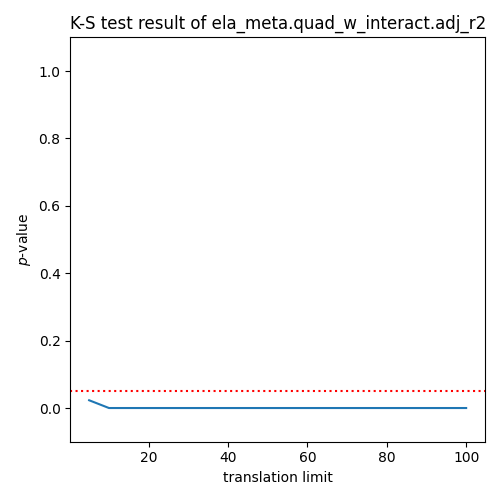 K-S test result of ela_meta.quad_w_interact.adj_r2
1.0
0.8
0.6
0.4
0.2
0.0
p-value
20 40 60 80 100
translation limit